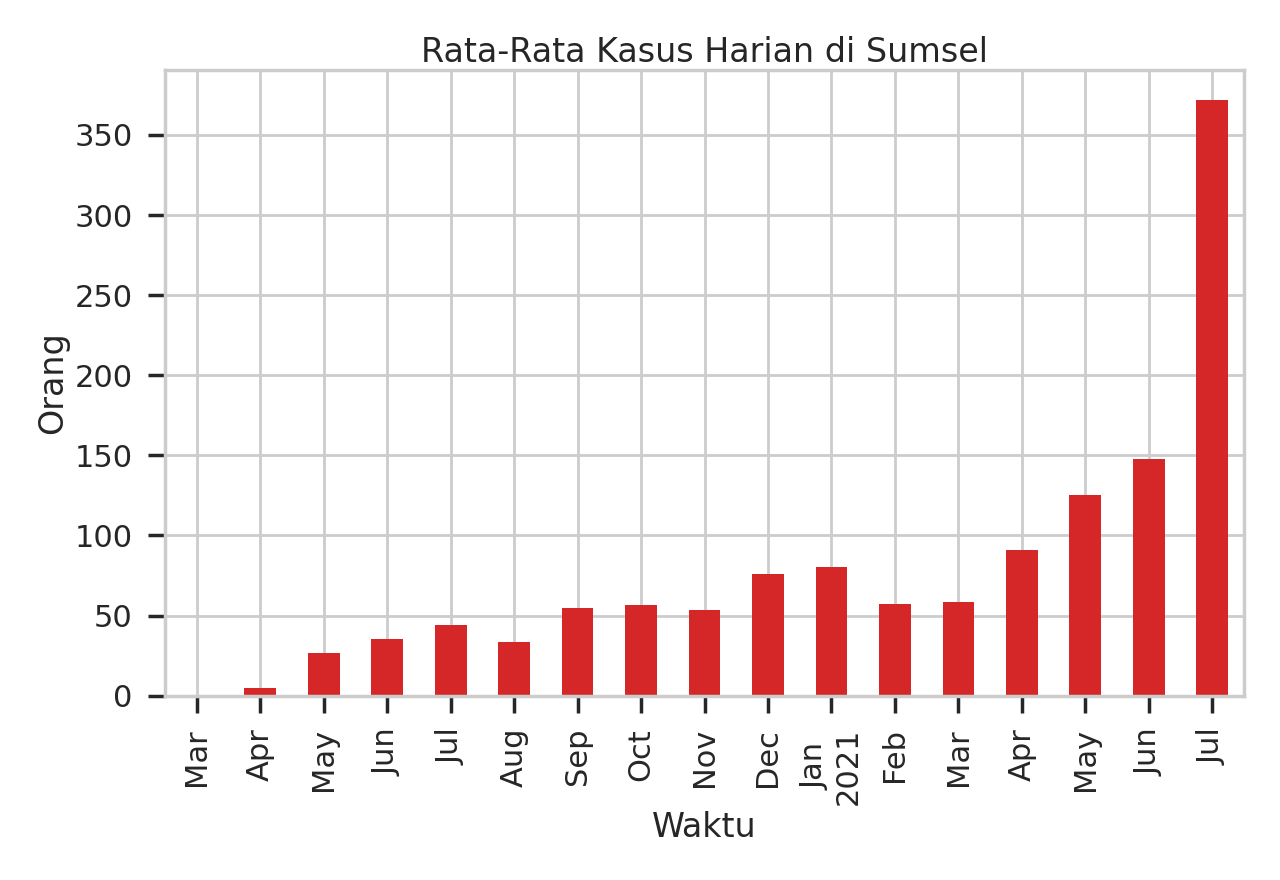 Rata-Rata Kasus Harian di Sumsel
350
300
250
200
150
100
50
0
Orang
Mar
Apr
May
Jun
Jul
Aug
Sep
Oct
Nov
Dec
Jan
2021
Feb
Mar
Apr
May
Jun
Jul
Waktu